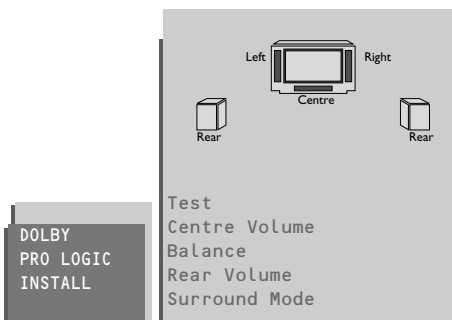 Left
Right
Centre
Rear
Rear
DOLBY
PRO LOGIC
INSTALL
Test
Centre Volume
Balance
Rear Volume
Surround Mode